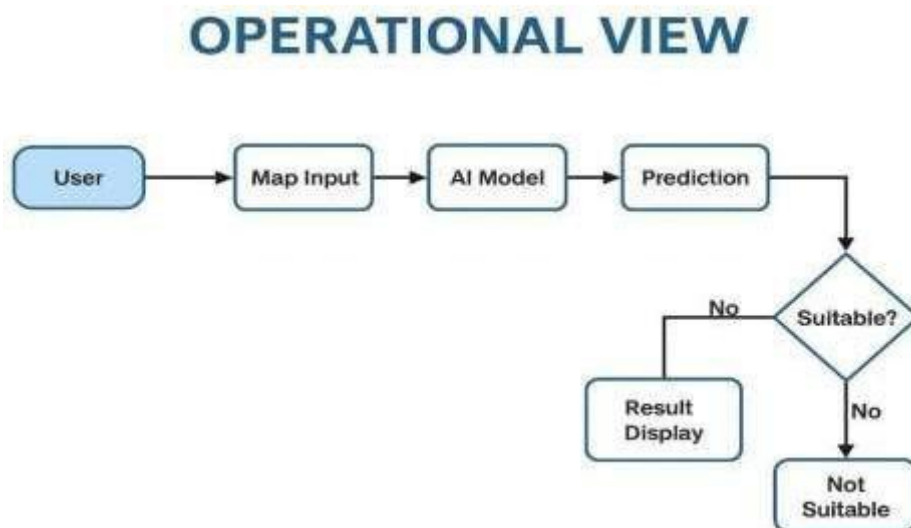 OPERATIONAL VIEW
User
Map Input
AI Model
Prediction
No
Suitable?
Result
Display
No
Not
Suitable